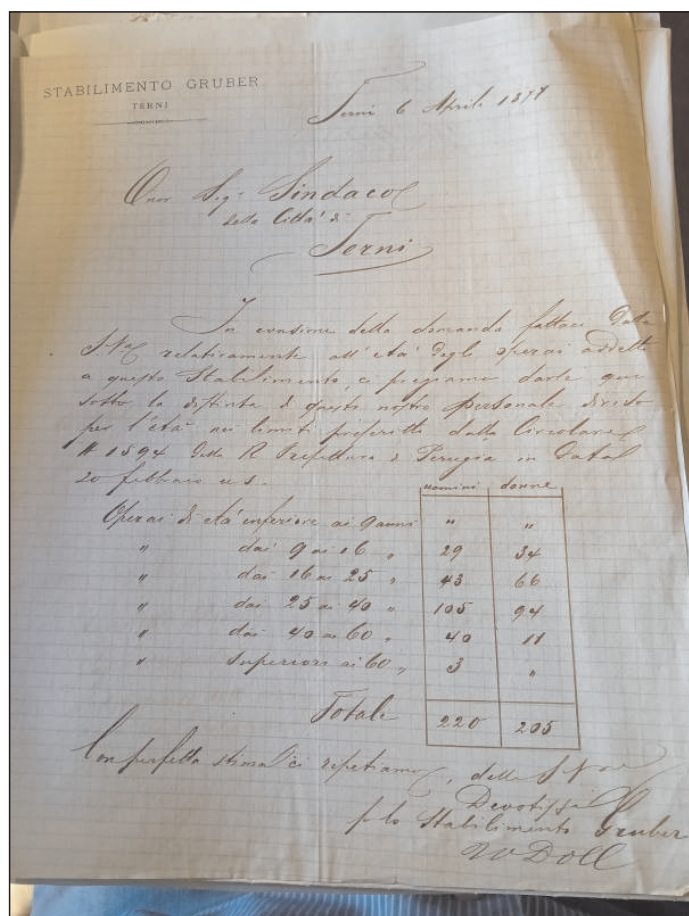 STABILIMENTO GRUBER
TERNI
Terni 6 Aprile
Onor Sig: Sindaco
della Città di
Terni
In evasione della domanda fattaci dalla
relativamente all'età degli operai addetti
a questo Stabilimento, ci pregiamo darle qui
sotto la distinta di questo nostro personale diviso
per l'età nei limiti prescritti dalla Circolare
# 1594 della R Prefettura di Perugia in data
20 febbraio u.s.
uomini donne
Operai di età inferiore ai 9 anni " "
" dai 9 ai 16 " 29 34
" dai 16 ai 25 " 43 66
" dai 25 ai 40 " 105 94
" dai 40 ai 60 " 40 11
" Superiori ai 60 " 3 "
Totale 220 205
Con perfetta stima ci ripetiamo, della
p lo Stabilimento Gruber